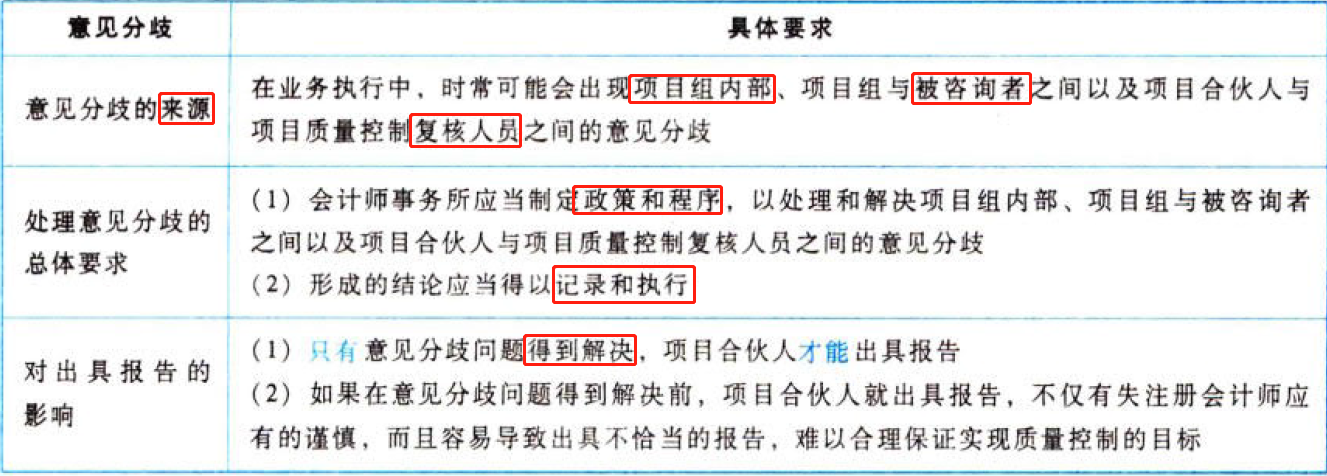 意见分歧
具体要求
意见分歧的来源
在业务执行中，时常可能会出现项目组内部、项目组与被咨询者之间以及项目合伙人与
项目质量控制复核人员之间的意见分歧
处理意见分歧的
总体要求
（1）会计师事务所应当制定政策和程序，以处理和解决项目组内部、项目组与被咨询者
之间以及项目合伙人与项目质量控制复核人员之间的意见分歧
（2）形成的结论应当得以记录和执行
对出具报告的
影响
（1）只有意见分歧问题得到解决，项目合伙人才能出具报告
（2）如果在意见分歧问题得到解决前，项目合伙人就出具报告，不仅有失注册会计师应
有的谨慎，而且容易导致出具不恰当的报告，难以合理保证实现质量控制的目标